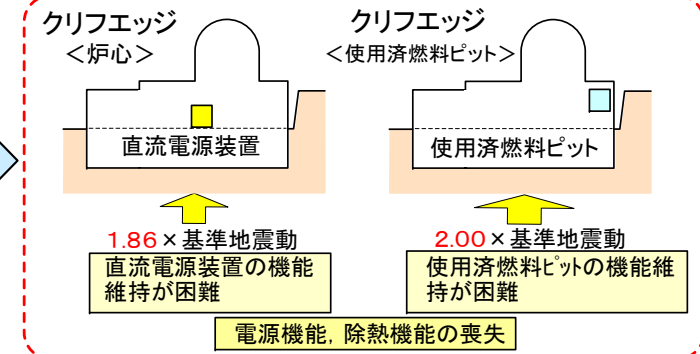 クリフエッジ
＜炉心＞
直流電源装置
1.86×基準地震動
直流電源装置の機能
維持が困難
クリフエッジ
＜使用済燃料ピット＞
使用済燃料ピット
2.00×基準地震動
使用済燃料ピットの機能維
持が困難
電源機能，除熱機能の喪失